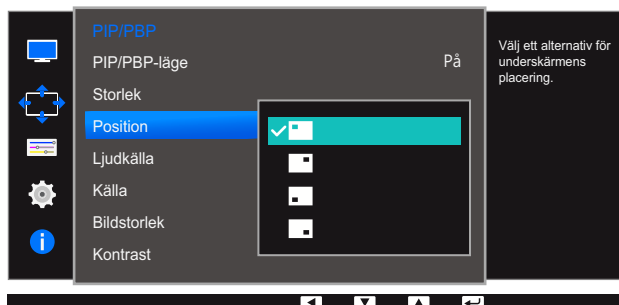 PIP/PBP
PIP/PBP-läge På
Storlek
Position
Ljudkälla
Källa
Bildstorlek
Kontrast
Välj ett alternativ för
underskärmens
placering.